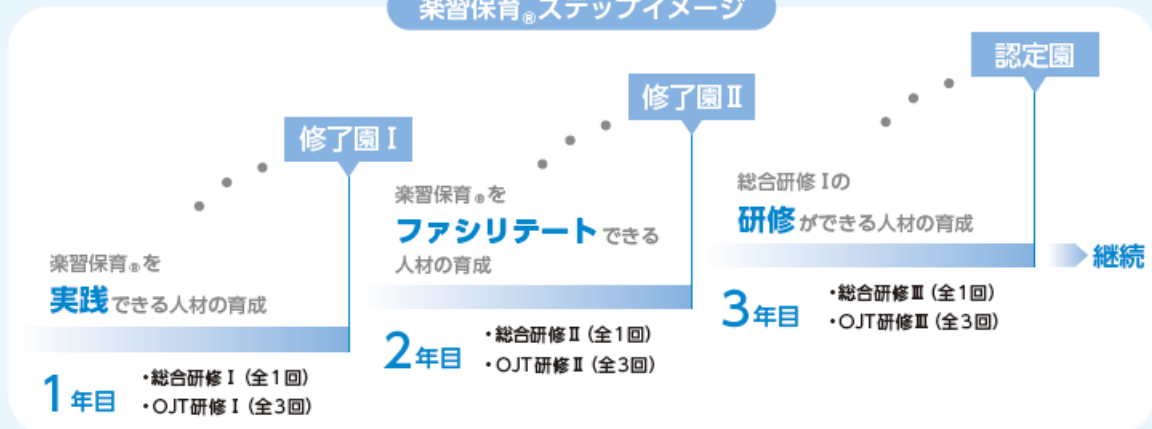 楽習保育®ステップイメージ
認定園
修了園Ⅱ
修了園Ⅰ
総合研修Ⅰの
研修ができる人材の育成
楽習保育®を
ファシリテートできる
人材の育成
楽習保育®を
実践できる人材の育成
継続
3年目
・総合研修Ⅲ（全1回）
・OJT研修Ⅲ（全3回）
2年目
・総合研修Ⅱ（全1回）
・OJT研修Ⅱ（全3回）
1年目
・総合研修Ⅰ（全1回）
・OJT研修Ⅰ（全3回）